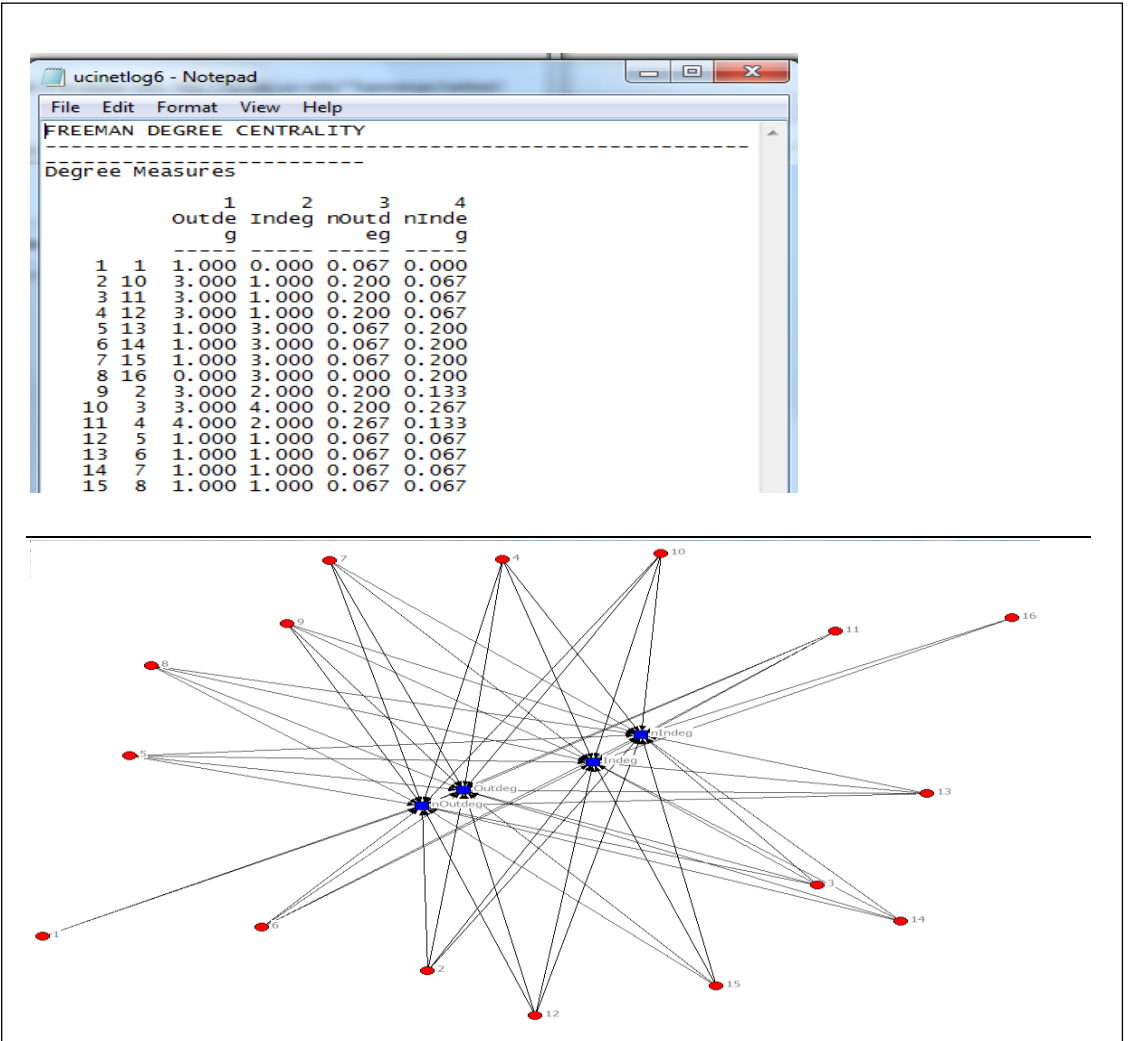 ucinetlog6 - Notepad
File Edit Format View Help
FREEMAN DEGREE CENTRALITY
-------------------------------------------------------
-------------------------
Degree Measures
1 2 3 4
Outde Indeg nOutd nInde
g eg g
----- ----- ----- -----
1 1 1.000 0.000 0.067 0.000
2 10 3.000 1.000 0.200 0.067
3 11 3.000 1.000 0.200 0.067
4 12 3.000 1.000 0.200 0.067
5 13 1.000 3.000 0.067 0.200
6 14 1.000 3.000 0.067 0.200
7 15 1.000 3.000 0.067 0.200
8 16 0.000 3.000 0.000 0.200
9 2 3.000 2.000 0.200 0.133
10 3 3.000 4.000 0.200 0.267
11 4 4.000 2.000 0.267 0.133
12 5 1.000 1.000 0.067 0.067
13 6 1.000 1.000 0.067 0.067
14 7 1.000 1.000 0.067 0.067
15 8 1.000 1.000 0.067 0.067
7
4
10
9
16
11
8
nIndeg
5
Indeg
Outdeg
13
nOutdeg
3
14
6
1
2
15
12